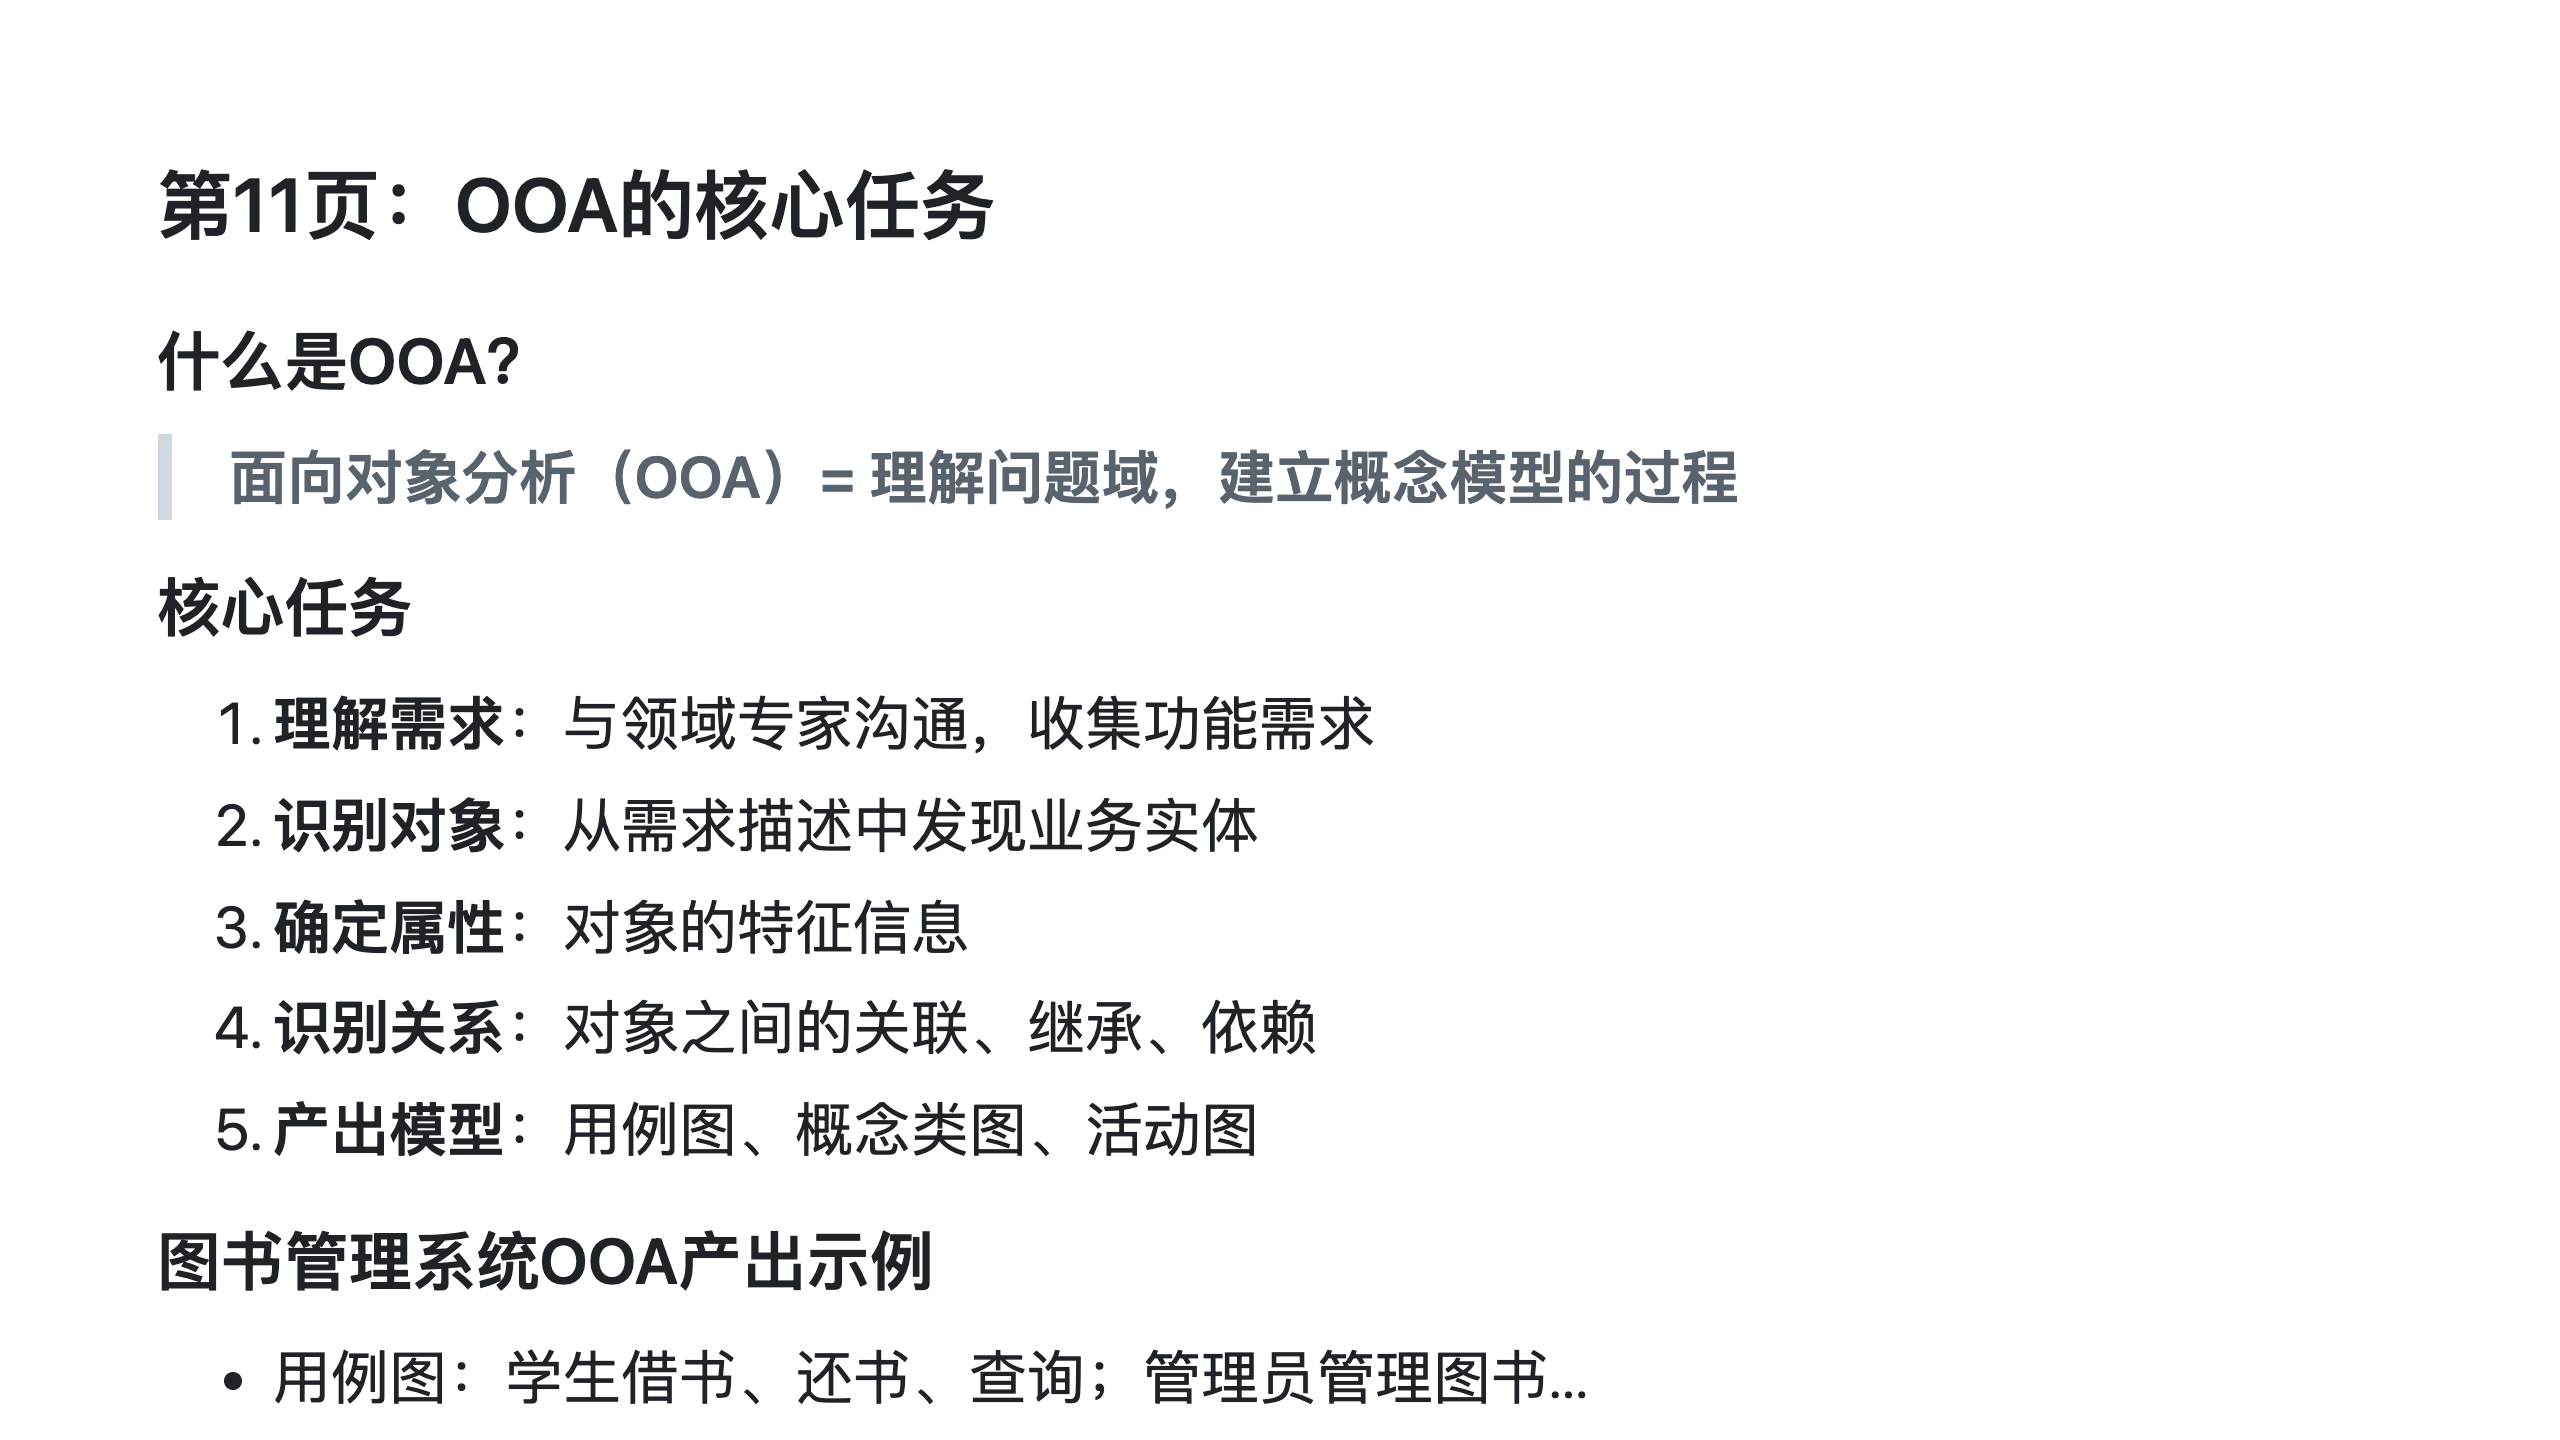 第11页：OOA的核心任务
什么是OOA?
面向对象分析（OOA）= 理解问题域，建立概念模型的过程
核心任务
1. 理解需求：与领域专家沟通，收集功能需求
2. 识别对象：从需求描述中发现业务实体
3. 确定属性：对象的特征信息
4. 识别关系：对象之间的关联、继承、依赖
5. 产出模型：用例图、概念类图、活动图
图书管理系统OOA产出示例
• 用例图：学生借书、还书、查询；管理员管理图书...